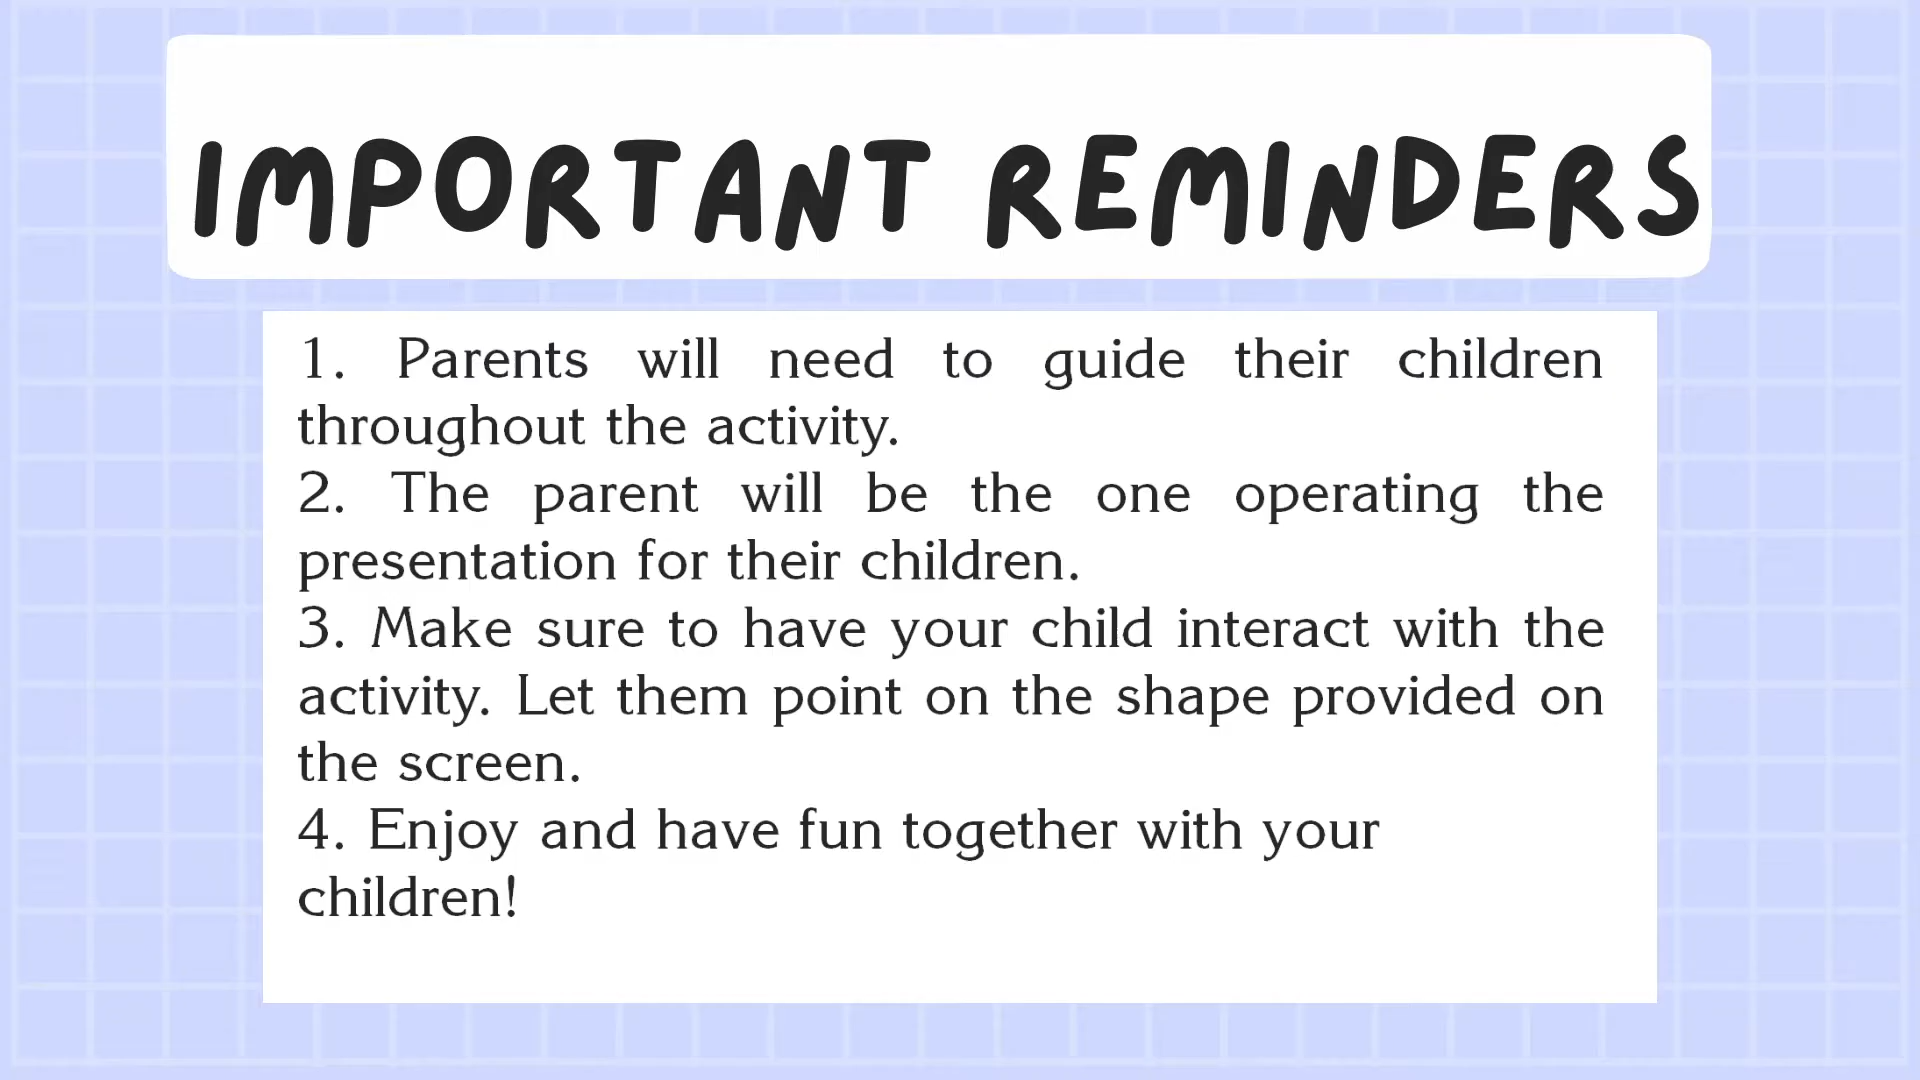 IMPORTANT REMINDERS
1. Parents will need to guide their children
throughout the activity.
2. The parent will be the one operating the
presentation for their children.
3. Make sure to have your child interact with the
activity. Let them point on the shape provided on
the screen.
4. Enjoy and have fun together with your
children!